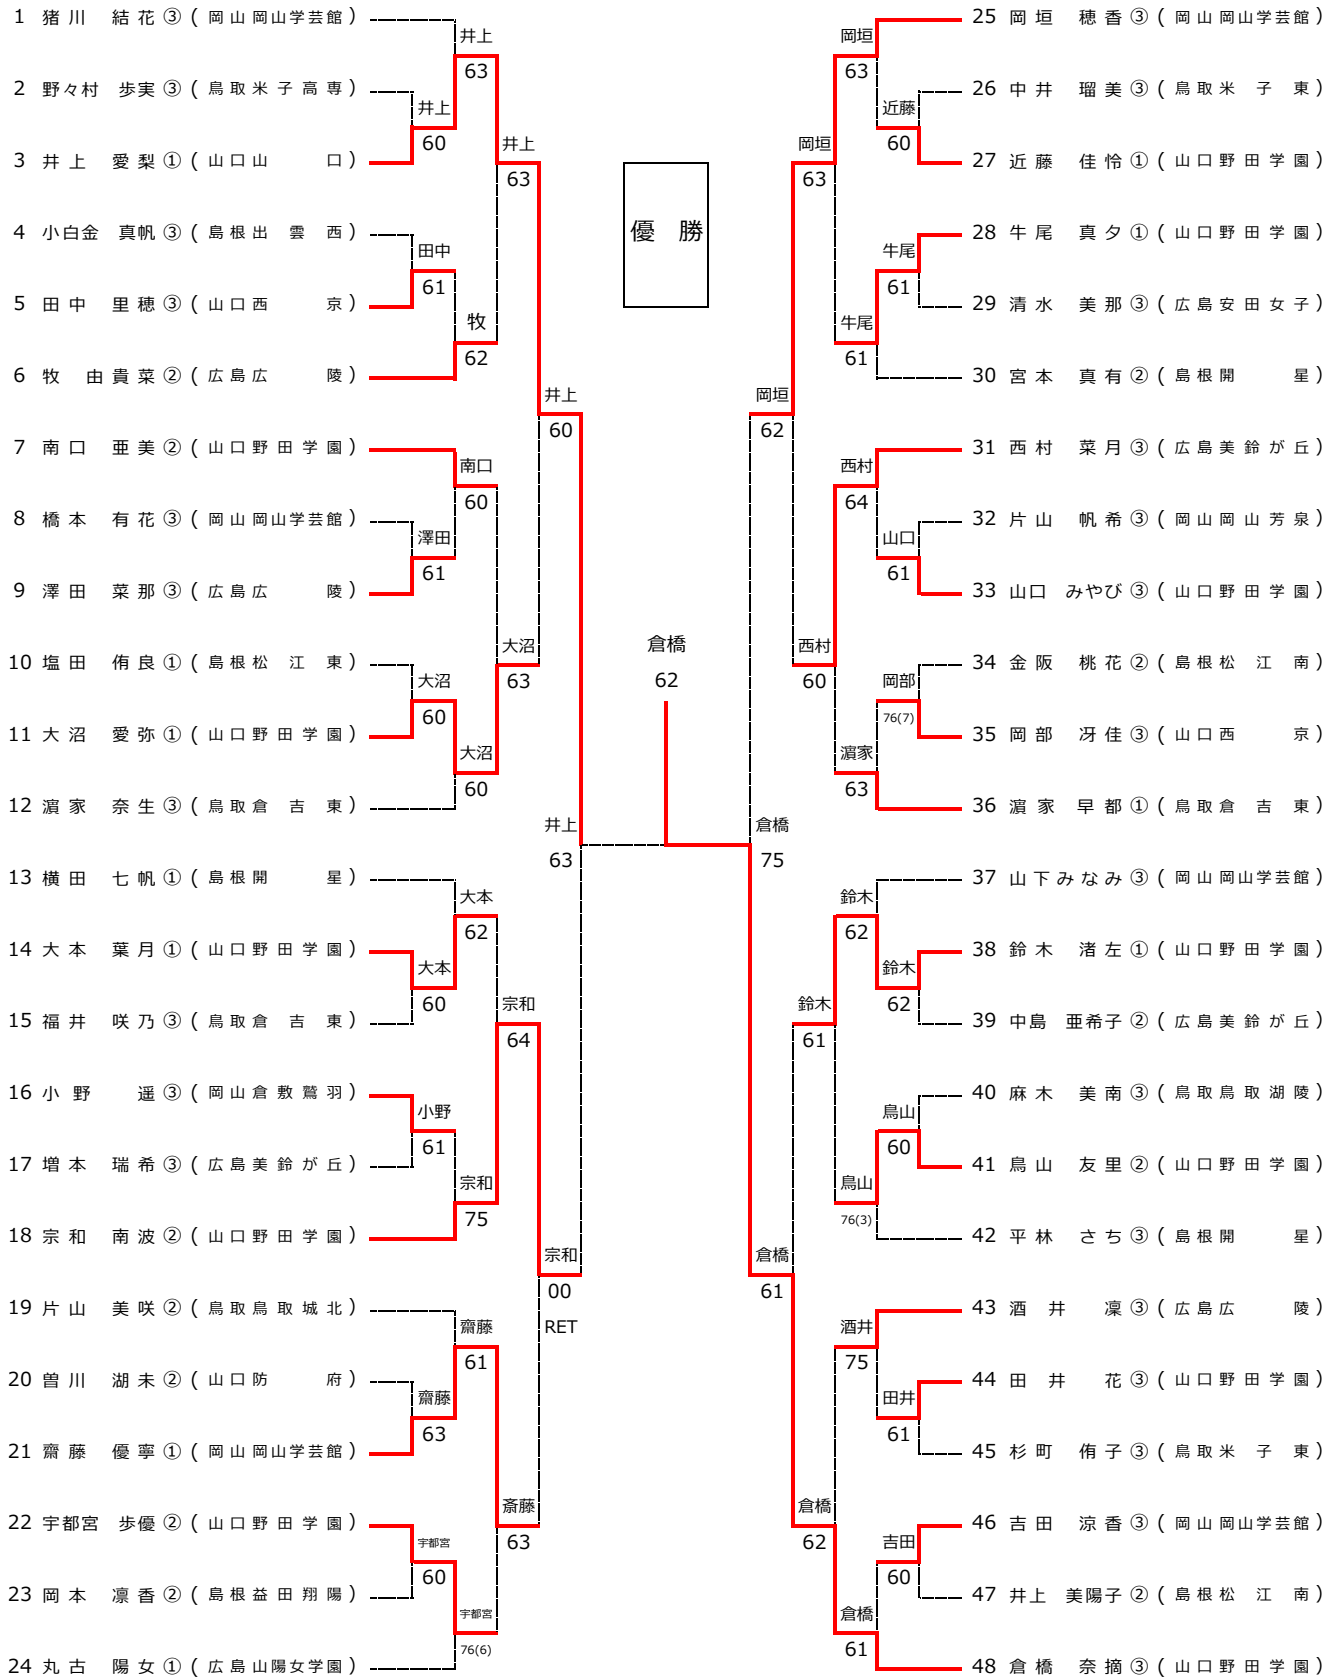 1 猪川 結花 ③ ( 岡山 岡山学芸館 )
2 野々村 歩実 ③ ( 鳥取 米子高専 )
3 井上 愛梨 ① ( 山口 山口 )
4 小白金 真帆 ③ ( 島根 出雲西 )
5 田中 里穂 ③ ( 山口 西京 )
6 牧 由貴菜 ② ( 広島 広陵 )
7 南口 亜美 ② ( 山口 野田学園 )
8 橋本 有花 ③ ( 岡山 岡山学芸館 )
9 澤田 菜那 ③ ( 広島 広陵 )
10 塩田 侑良 ① ( 島根 松江東 )
11 大沼 愛弥 ① ( 山口 野田学園 )
12 濵家 奈生 ③ ( 鳥取 倉吉東 )
13 横田 七帆 ① ( 島根 開星 )
14 大本 葉月 ① ( 山口 野田学園 )
15 福井 咲乃 ③ ( 鳥取 倉吉東 )
16 小野 遥 ③ ( 岡山 倉敷鷲羽 )
17 増本 瑞希 ③ ( 広島 美鈴が丘 )
18 宗和 南波 ② ( 山口 野田学園 )
19 片山 美咲 ② ( 鳥取 鳥取城北 )
20 曽川 湖未 ② ( 山口 防府 )
21 齋藤 優寧 ① ( 岡山 岡山学芸館 )
22 宇都宮 歩優 ② ( 山口 野田学園 )
23 岡本 凛香 ② ( 島根 益田翔陽 )
24 丸古 陽女 ① ( 広島 山陽女学園 )
井上
60
田中
61
澤田
61
大沼
60
大本
60
小野
61
齋藤
63
宇都宮
60
井上
63
牧
62
南口
60
大沼
60
大本
62
宗和
75
齋藤
61
宇都宮
76(6)
井上
63
大沼
63
宗和
64
斎藤
63
井上
60
宗和
00
RET
井上
63
優 勝
倉橋
62
倉橋
75
岡垣
62
倉橋
61
岡垣
63
西村
60
鈴木
61
倉橋
62
岡垣
63
牛尾
61
西村
64
濵家
63
鈴木
62
鳥山
76(3)
酒井
75
倉橋
61
近藤
60
牛尾
61
山口
61
岡部
76(7)
鈴木
62
鳥山
60
田井
61
吉田
60
25 岡垣 穂香 ③ ( 岡山 岡山学芸館 )
26 中井 瑠美 ③ ( 鳥取 米子東 )
27 近藤 佳怜 ① ( 山口 野田学園 )
28 牛尾 真夕 ① ( 山口 野田学園 )
29 清水 美那 ③ ( 広島 安田女子 )
30 宮本 真有 ② ( 島根 開星 )
31 西村 菜月 ③ ( 広島 美鈴が丘 )
32 片山 帆希 ③ ( 岡山 岡山芳泉 )
33 山口 みやび ③ ( 山口 野田学園 )
34 金阪 桃花 ② ( 島根 松江南 )
35 岡部 冴佳 ③ ( 山口 西京 )
36 濵家 早都 ① ( 鳥取 倉吉東 )
37 山下みなみ ③ ( 岡山 岡山学芸館 )
38 鈴木 渚左 ① ( 山口 野田学園 )
39 中島 亜希子 ② ( 広島 美鈴が丘 )
40 麻木 美南 ③ ( 鳥取 鳥取湖陵 )
41 鳥山 友里 ② ( 山口 野田学園 )
42 平林 さち ③ ( 島根 開星 )
43 酒井 凜 ③ ( 広島 広陵 )
44 田井 花 ③ ( 山口 野田学園 )
45 杉町 侑子 ③ ( 鳥取 米子東 )
46 吉田 涼香 ③ ( 岡山 岡山学芸館 )
47 井上 美陽子 ② ( 島根 松江南 )
48 倉橋 奈摘 ③ ( 山口 野田学園 )